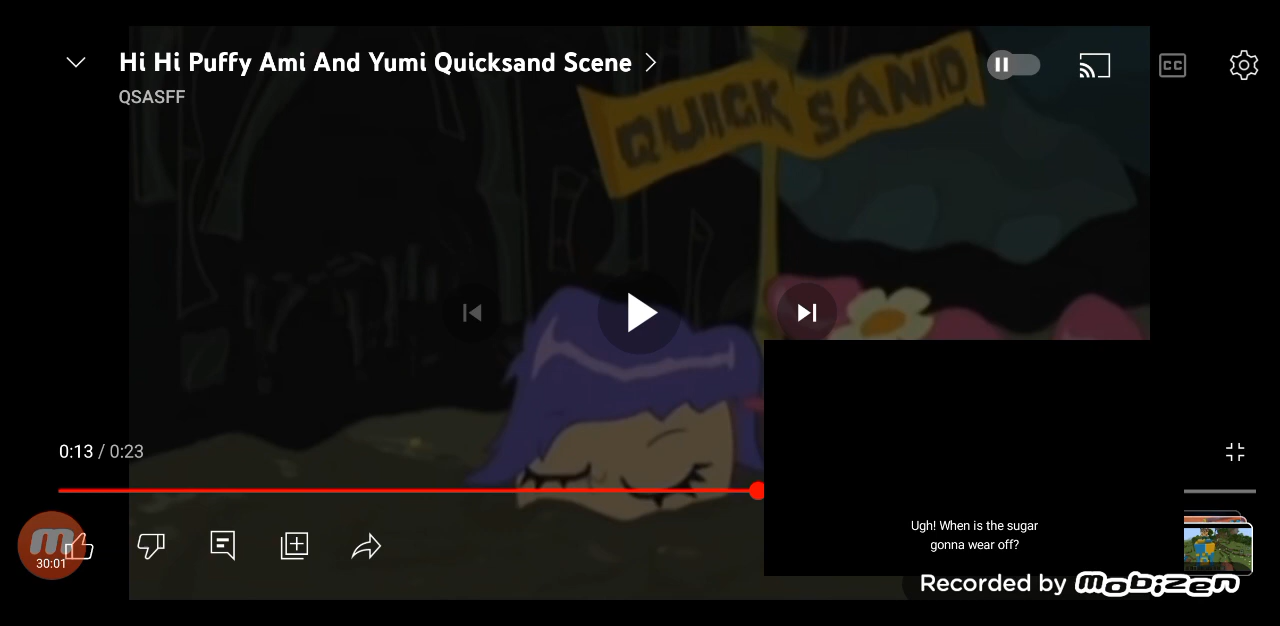 Hi Hi Puffy Ami And Yumi Quicksand Scene
QSASFF
CC
QUICK SAND
0:13 / 0:23
30:01
Ugh! When is the sugar
gonna wear off?
Recorded by mobizen